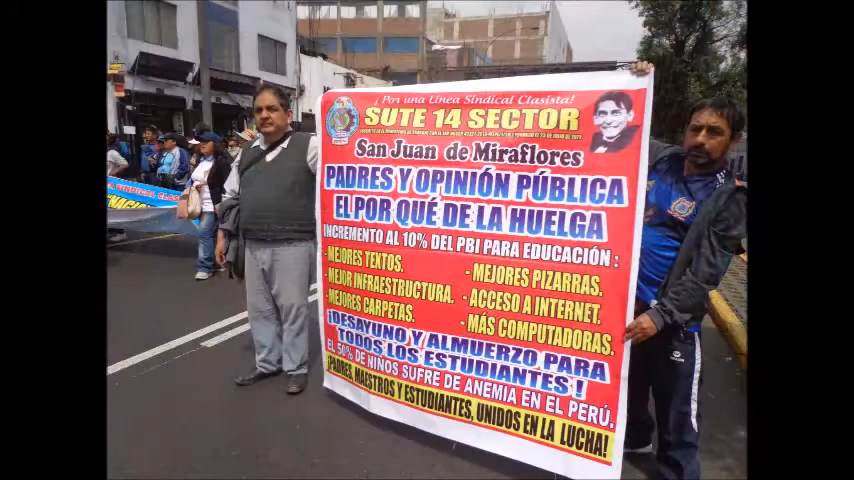 ¡Por una Línea Sindical Clasista!
SUTE 14 SECTOR
San Juan de Miraflores
PADRES Y OPINIÓN PÚBLICA
EL POR QUÉ DE LA HUELGA
INCREMENTO AL 10% DEL PBI PARA EDUCACIÓN:
- MEJORES TEXTOS.
- MEJOR INFRAESTRUCTURA.
- MEJORES CARPETAS.
- MEJORES PIZARRAS.
- ACCESO A INTERNET.
- MÁS COMPUTADORAS.
¡DESAYUNO Y ALMUERZO PARA
TODOS LOS ESTUDIANTES!
EL 50% DE NIÑOS SUFRE DE ANEMIA EN EL PERÚ.
¡PADRES, MAESTROS Y ESTUDIANTES, UNIDOS EN LA LUCHA!
SINDICAL CLAS